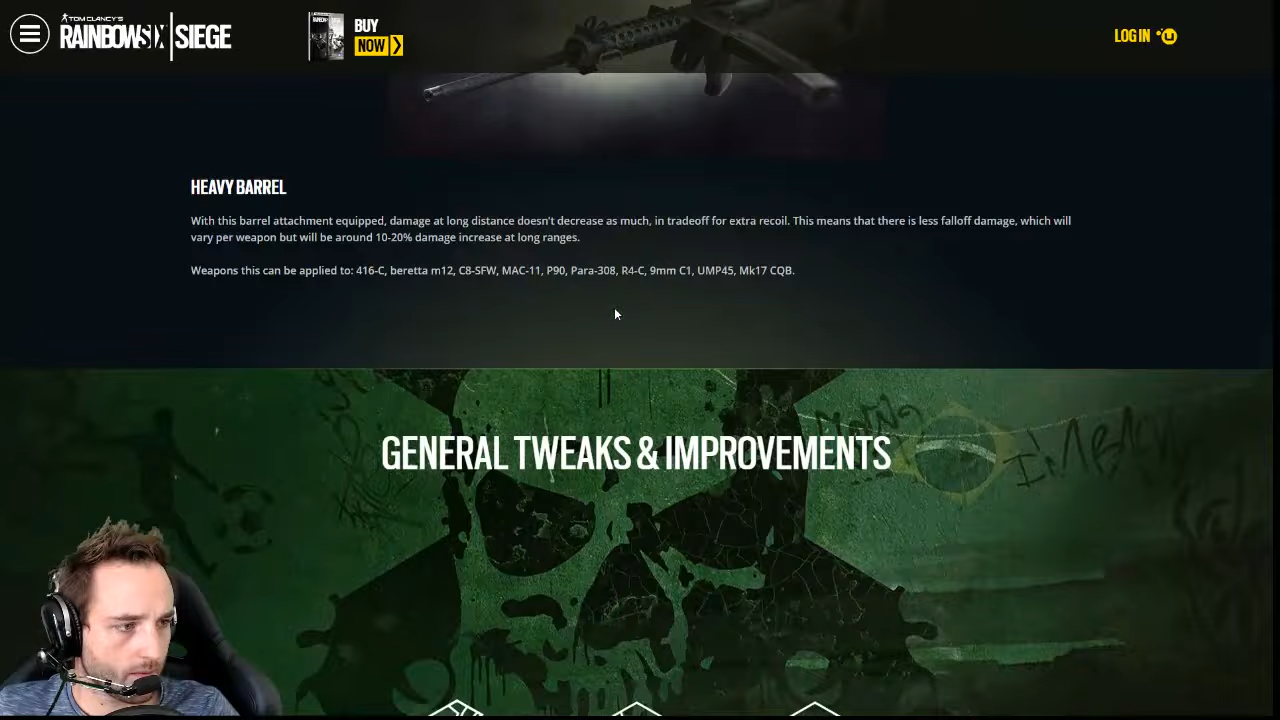 TOM CLANCY'S
RAINBOWSIX | SIEGE
BUY
NOW
LOG IN
HEAVY BARREL
With this barrel attachment equipped, damage at long distance doesn't decrease as much, in tradeoff for extra recoil. This means that there is less falloff damage, which will
vary per weapon but will be around 10-20% damage increase at long ranges.
Weapons this can be applied to: 416-C, beretta m12, C8-SFW, MAC-11, P90, Para-308, R4-C, 9mm C1, UMP45, Mk17 CQB.
GENERAL TWEAKS & IMPROVEMENTS